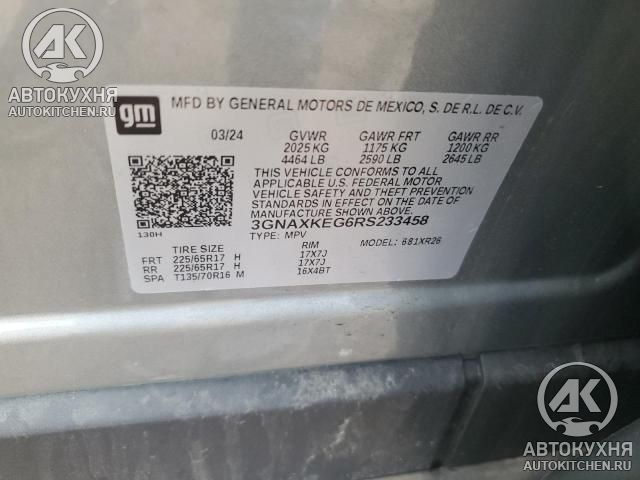 AK
АВТОКУХНЯ
AUTOKITCHEN.RU
gm
MFD BY GENERAL MOTORS DE MEXICO, S. DE R.L. DE C.V.
03/24 GVWR GAWR FRT GAWR RR
2025 KG 1175 KG 1200 KG
4464 LB 2590 LB 2645 LB
THIS VEHICLE CONFORMS TO ALL
APPLICABLE U.S. FEDERAL MOTOR
VEHICLE SAFETY AND THEFT PREVENTION
STANDARDS IN EFFECT ON THE DATE
OF MANUFACTURE SHOWN ABOVE.
3GNAXKEG6RS233458
130H
TYPE: MPV MODEL: 681XR26
TIRE SIZE RIM
FRT 225/65R17 H 17X7J
RR 225/65R17 H 17X7J
SPA T135/70R16 M 16X4BT
AK
АВТОКУХНЯ
AUTOKITCHEN.RU